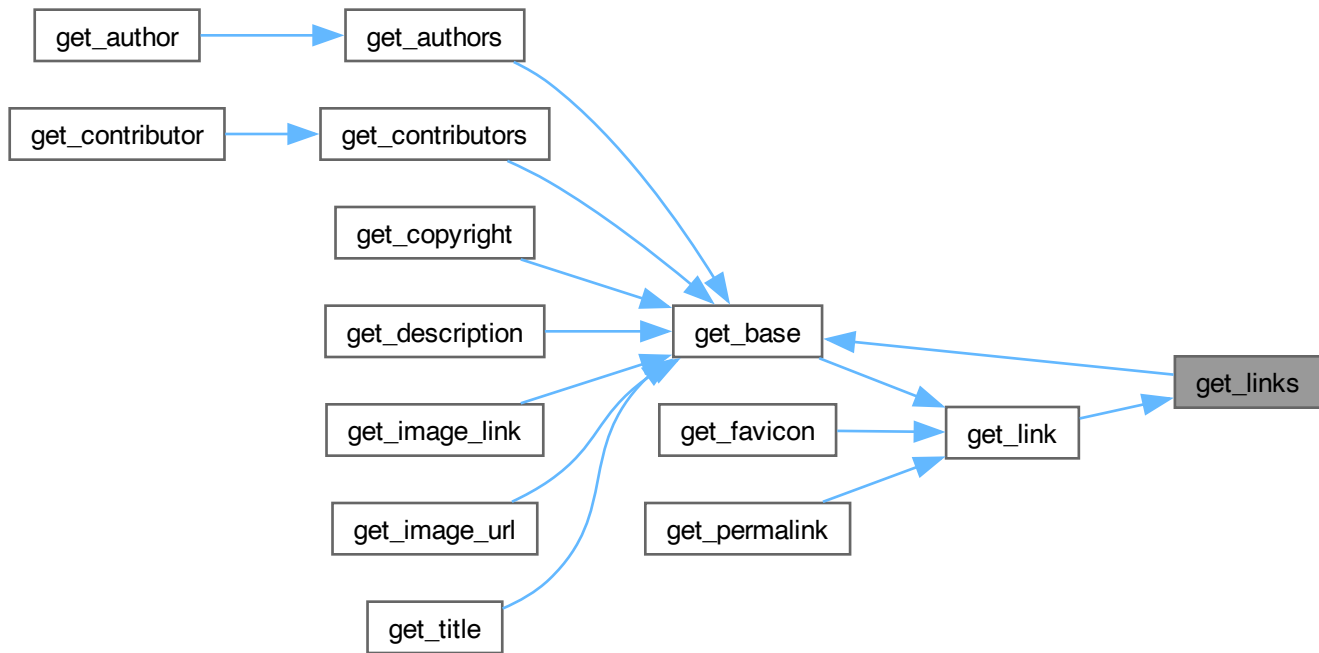 get_author
get_authors
get_contributor
get_contributors
get_copyright
get_description
get_base
get_links
get_image_link
get_favicon
get_link
get_image_url
get_permalink
get_title